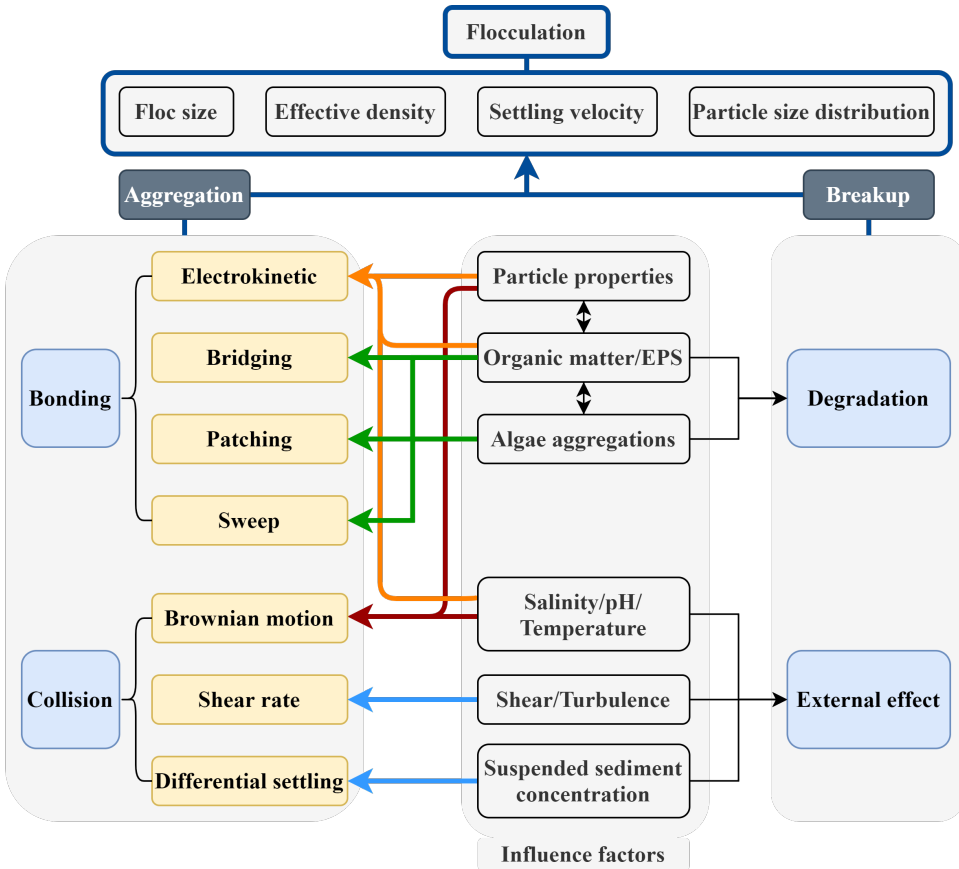 Flocculation
Floc size
Effective density
Settling velocity
Particle size distribution
Aggregation
Breakup
Electrokinetic
Particle properties
Bridging
Organic matter/EPS
Bonding
Degradation
Patching
Algae aggregations
Sweep
Brownian motion
Salinity/pH/
Temperature
Collision
Shear rate
Shear/Turbulence
External effect
Differential settling
Suspended sediment
concentration
Influence factors